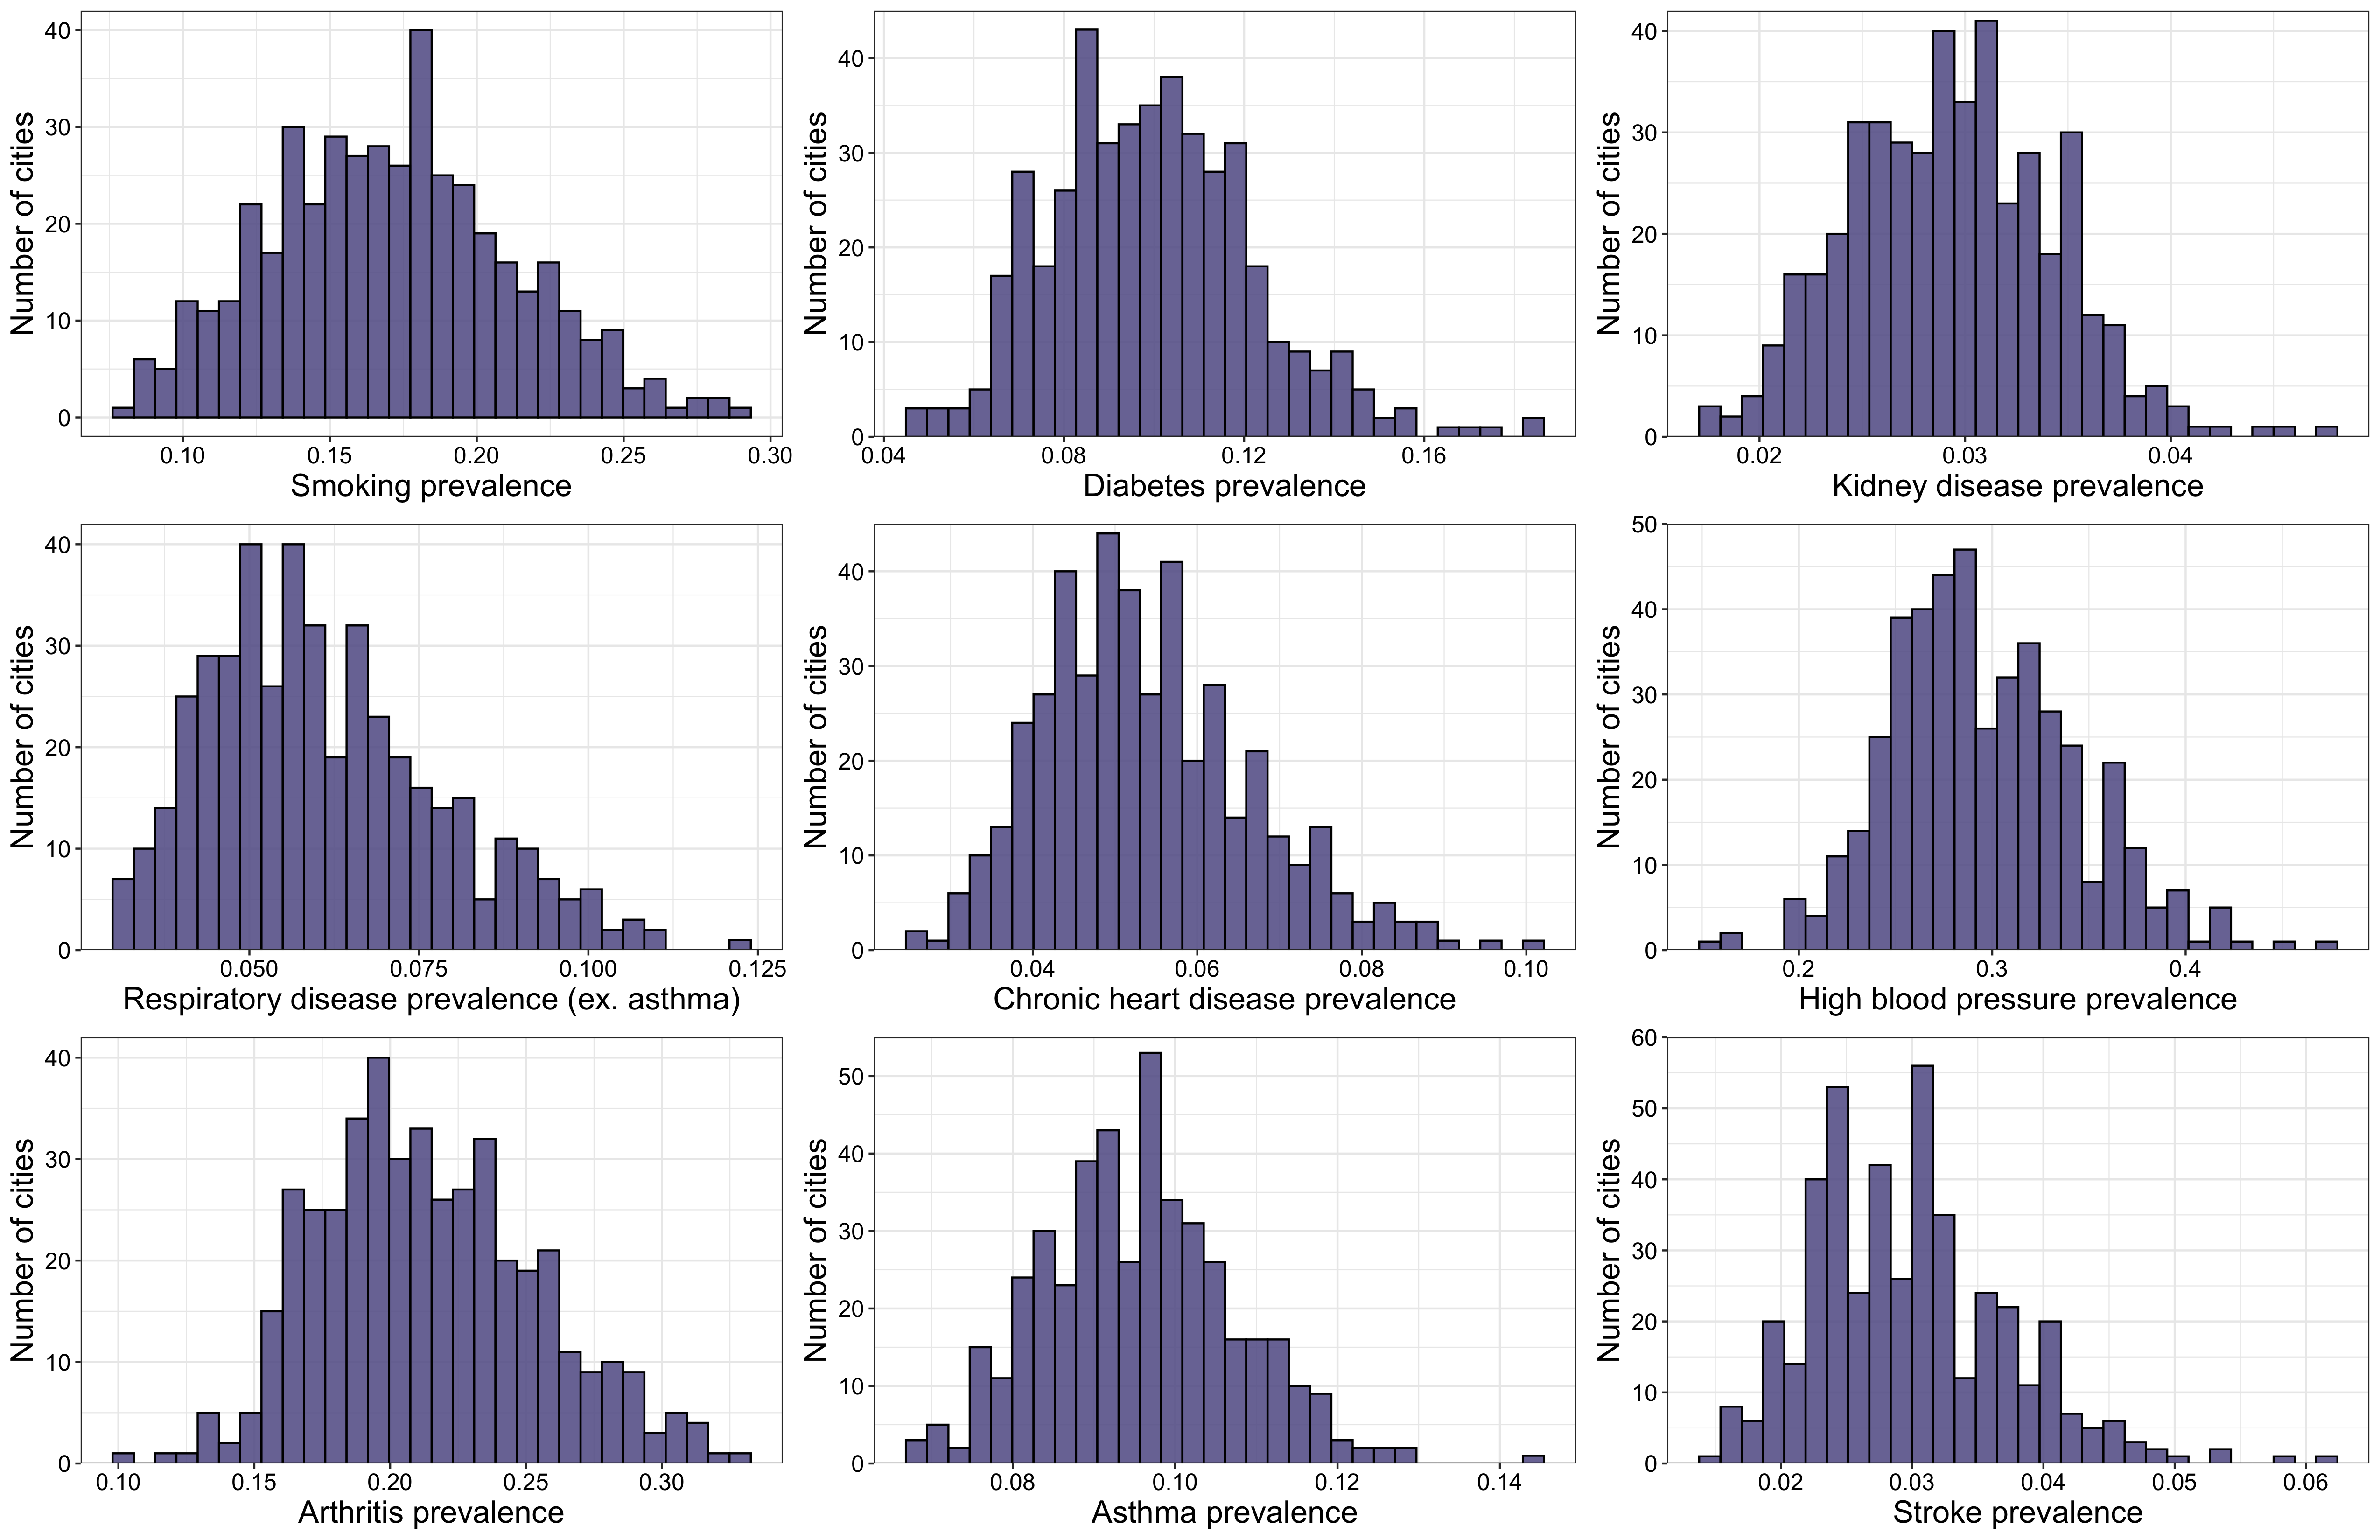 Number of cities
40
30
20
10
0
0.10 0.15 0.20 0.25 0.30
Smoking prevalence
Number of cities
40
30
20
10
0
0.04 0.08 0.12 0.16
Diabetes prevalence
Number of cities
40
30
20
10
0
0.02 0.03 0.04
Kidney disease prevalence
Number of cities
40
30
20
10
0
0.050 0.075 0.100 0.125
Respiratory disease prevalence (ex. asthma)
Number of cities
40
30
20
10
0
0.04 0.06 0.08 0.10
Chronic heart disease prevalence
Number of cities
50
40
30
20
10
0
0.2 0.3 0.4
High blood pressure prevalence
Number of cities
40
30
20
10
0
0.10 0.15 0.20 0.25 0.30
Arthritis prevalence
Number of cities
50
40
30
20
10
0
0.08 0.10 0.12 0.14
Asthma prevalence
Number of cities
60
50
40
30
20
10
0
0.02 0.03 0.04 0.05 0.06
Stroke prevalence